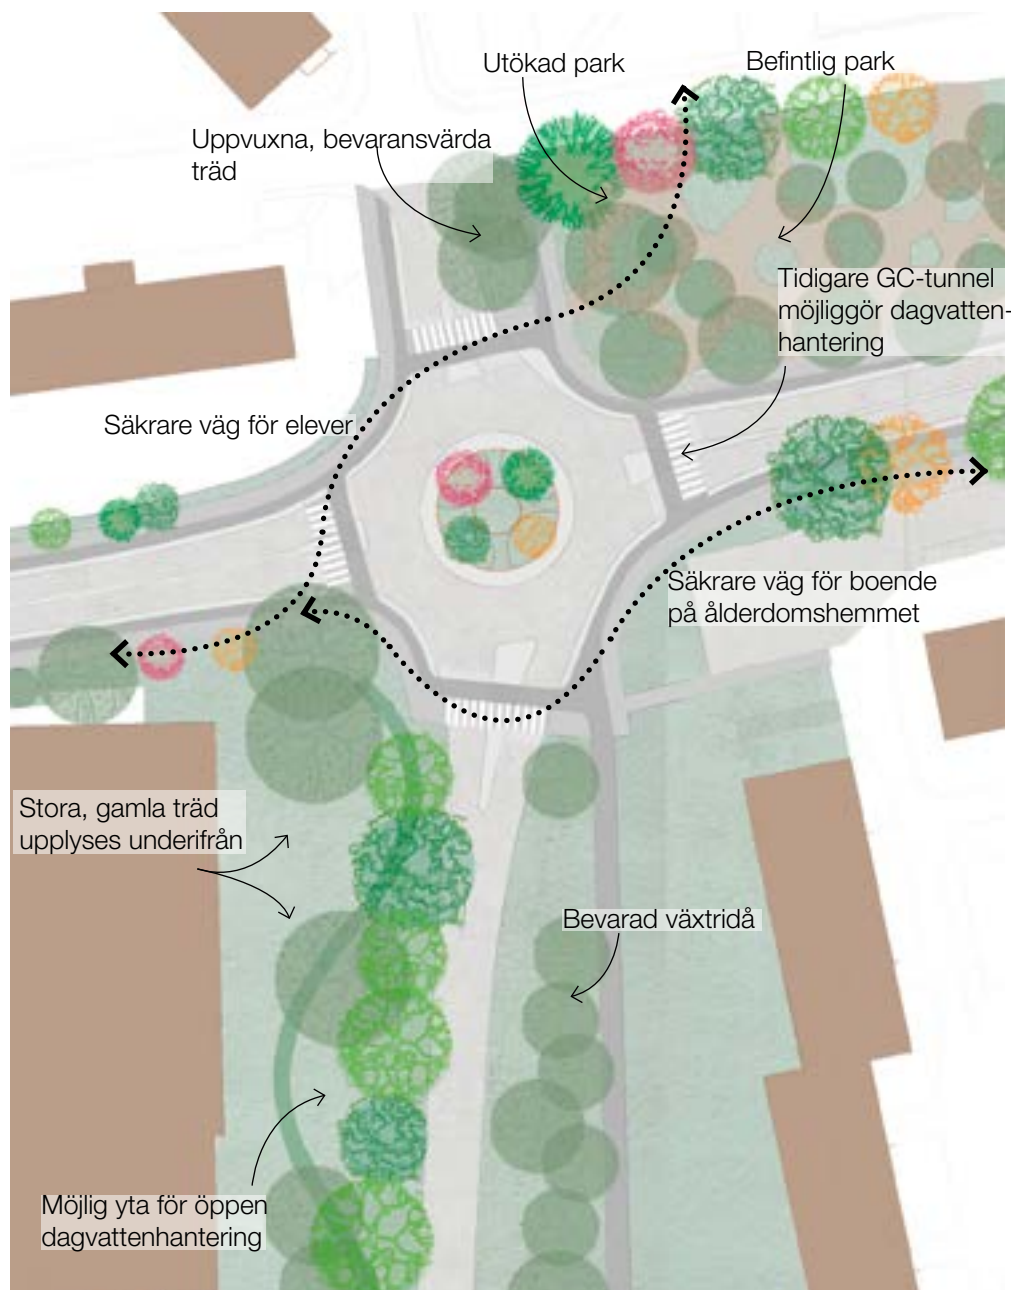 Utökad park
Befintlig park
Uppvuxna, bevaransvärda
träd
Tidigare GC-tunnel
möjliggör dagvatten-
hantering
Säkrare väg för elever
Säkrare väg för boende
på ålderdomshemmet
Stora, gamla träd
upplyses underifrån
Bevarad växtridå
Möjlig yta för öppen
dagvattenhantering